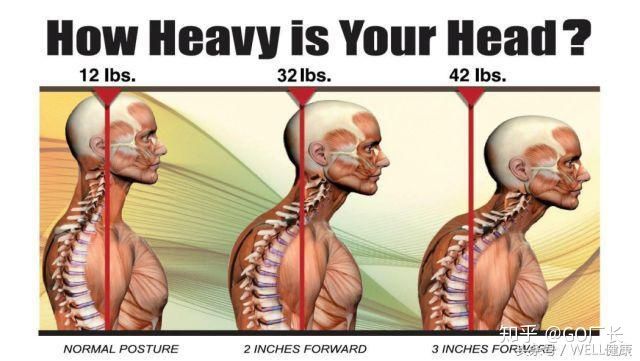 How Heavy is Your Head?
12 lbs. 32 lbs. 42 lbs.
NORMAL POSTURE 2 INCHES FORWARD 3 INCHES FORWARD
知乎 @GO厂长
/ WELL健康